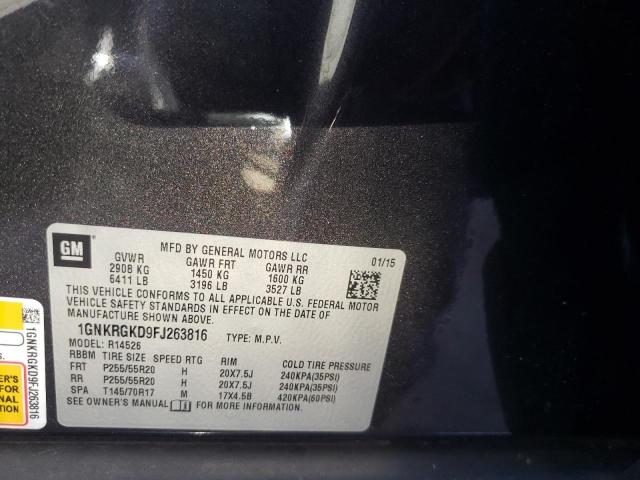 GM
MFD BY GENERAL MOTORS LLC
01/15
GVWR GAWR FRT GAWR RR
2908 KG 1450 KG 1600 KG
6411 LB 3196 LB 3527 LB
THIS VEHICLE CONFORMS TO ALL APPLICABLE U.S. FEDERAL MOTOR
VEHICLE SAFETY STANDARDS IN EFFECT ON THE DATE OF
MANUFACTURE SHOWN ABOVE.
1GNKRGKD9FJ263816 TYPE: M.P.V.
MODEL: R14526
RBBM TIRE SIZE SPEED RTG RIM COLD TIRE PRESSURE
FRT P255/55R20 H 20X7.5J 240KPA(35PSI)
RR P255/55R20 H 20X7.5J 240KPA(35PSI)
SPA T145/70R17 M 17X4.5B 420KPA(60PSI)
SEE OWNER'S MANUAL FOR MORE INFORMATION.
1GNKRGKD9FJ263816
ER'S
FOR
ONAL
TION